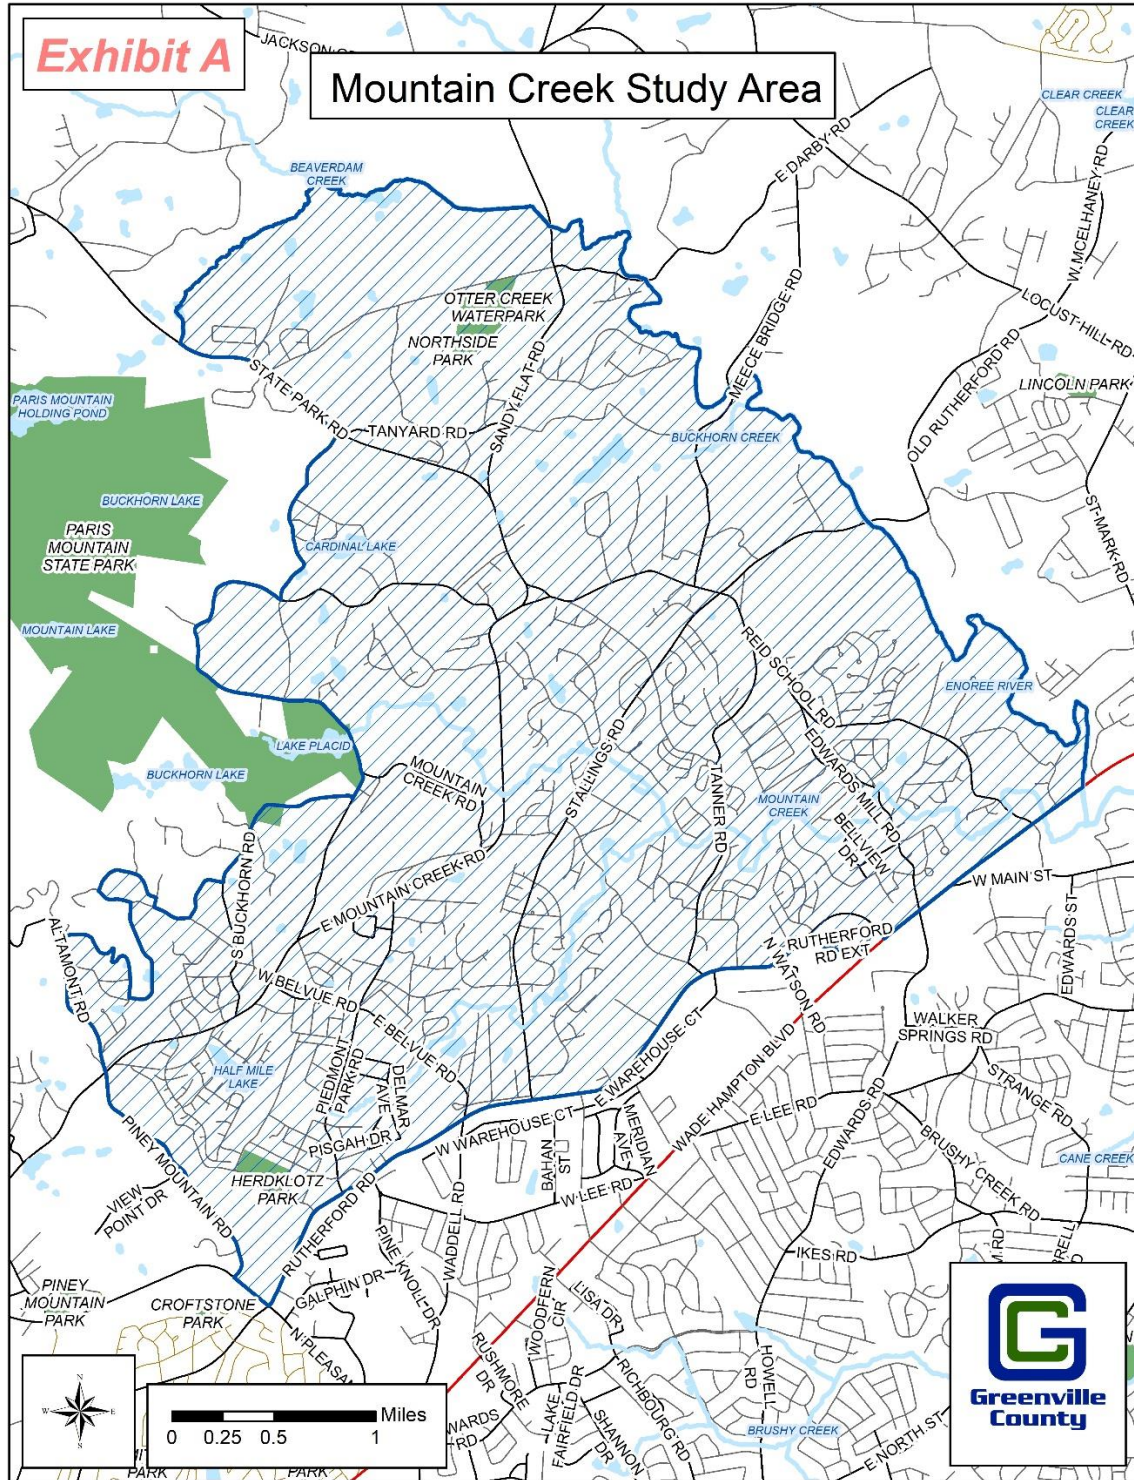 Exhibit A
Mountain Creek Study Area
CLEAR CREEK
CLEAR
CREEK
E DARBY RD
BEAVERDAM
CREEK
W MCELHANEY RD
OTTER CREEK
WATERPARK
NORTHSIDE
PARK
MEECE BRIDGE RD
LOCUST HILL RD
OLD RUTHERFORD RD
LINCOLN PARK
STATE PARK RD
SANDY FLAT RD
PARIS MOUNTAIN
HOLDING POND
TANYARD RD
BUCKHORN CREEK
BUCKHORN LAKE
ST MARK RD
PARIS
MOUNTAIN
STATE PARK
CARDINAL LAKE
MOUNTAIN LAKE
REID SCHOOL RD
ENOREE RIVER
LAKE PLACID
BUCKHORN LAKE
MOUNTAIN
CREEK RD
STALLINGS RD
TANNER RD
EDWARDS MILL RD
MOUNTAIN
CREEK
BELLVIEW
DR
S BUCKHORN RD
E MOUNTAIN CREEK RD
W MAIN ST
EDWARDS ST
ALTAMONT RD
RUTHERFORD
RD EXT
N WATSON RD
W BELVUE RD
E BELVUE RD
WALKER
SPRINGS RD
HALF MILE
LAKE
PIEDMONT
PARK RD
DELMAR
AVE
E WAREHOUSE CT
WADE HAMPTON BLVD
STRANGE RD
E LEE RD
EDWARDS RD
W WAREHOUSE CT
MERIDIAN
AVE
PISGAH DR
BAHAN
ST
BRUSHY CREEK RD
CANE CREEK
PINEY MOUNTAIN RD
HERDKLOTZ
PARK
W LEE RD
VIEW
POINT DR
RUTHERFORD RD
WADDELL RD
PINE KNOLL DR
IKES RD
PINEY
MOUNTAIN
PARK
CROFTSTONE
PARK
GALPHIN DR
WOODFERN
CIR
LISA DR
RUSHMORE
DR
HOWELL
RD
RICHBOURG RD
LAKE
FAIRFIELD DR
SHANNON
DR
BRUSHY CREEK
E NORTH ST
N
W
E
S
Miles
0 0.25 0.5 1
PARK
PARK
G
Greenville
County